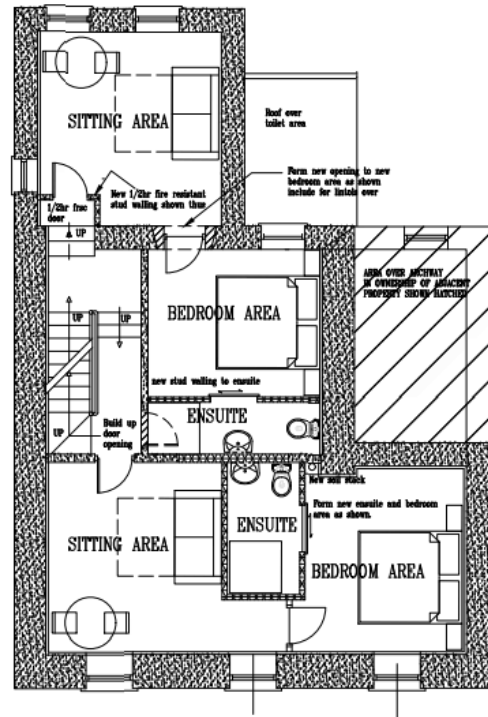 Roof over
toilet area
SITTING AREA
Form new opening to new
bedroom area as shown
include for lintols over
New 1/2hr fire resistant
stud walling shown thus
1/2hr frsc
door
UP
AREA OVER ARCHWAY
IN OWNERSHIP OF ADJACENT
PROPERTY SHOWN HATCHED
BEDROOM AREA
UP
UP
new stud walling to ensuite
ENSUITE
Build up
door
opening
UP
New soil stack
Form new ensuite and bedroom
area as shown.
ENSUITE
SITTING AREA
BEDROOM AREA